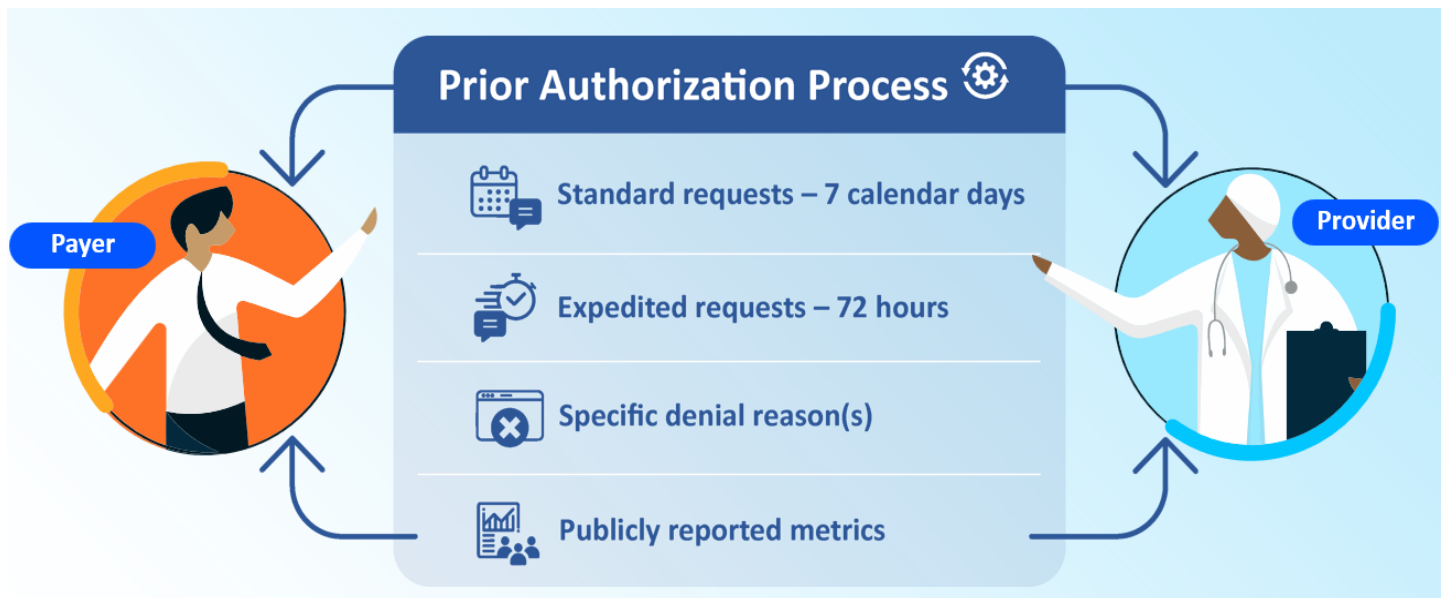 Prior Authorization Process
Payer
Provider
Standard requests – 7 calendar days
Expedited requests – 72 hours
Specific denial reason(s)
Publicly reported metrics